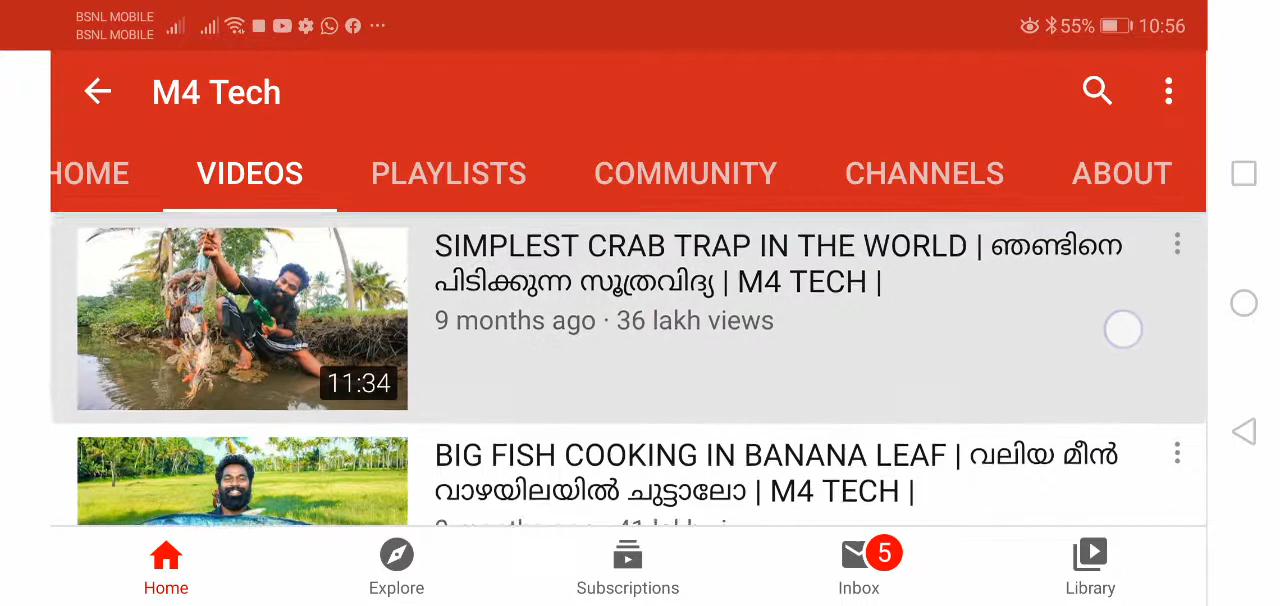 BSNL MOBILE
BSNL MOBILE
55% 10:56
M4 Tech
HOME VIDEOS PLAYLISTS COMMUNITY CHANNELS ABOUT
SIMPLEST CRAB TRAP IN THE WORLD | ഞണ്ടിനെ
പിടിക്കുന്ന സൂത്രവിദ്യ | M4 TECH |
9 months ago · 36 lakh views
11:34
BIG FISH COOKING IN BANANA LEAF | വലിയ മീൻ
വാഴയിലയിൽ ചുട്ടാലോ | M4 TECH |
5
Home Explore Subscriptions Inbox Library